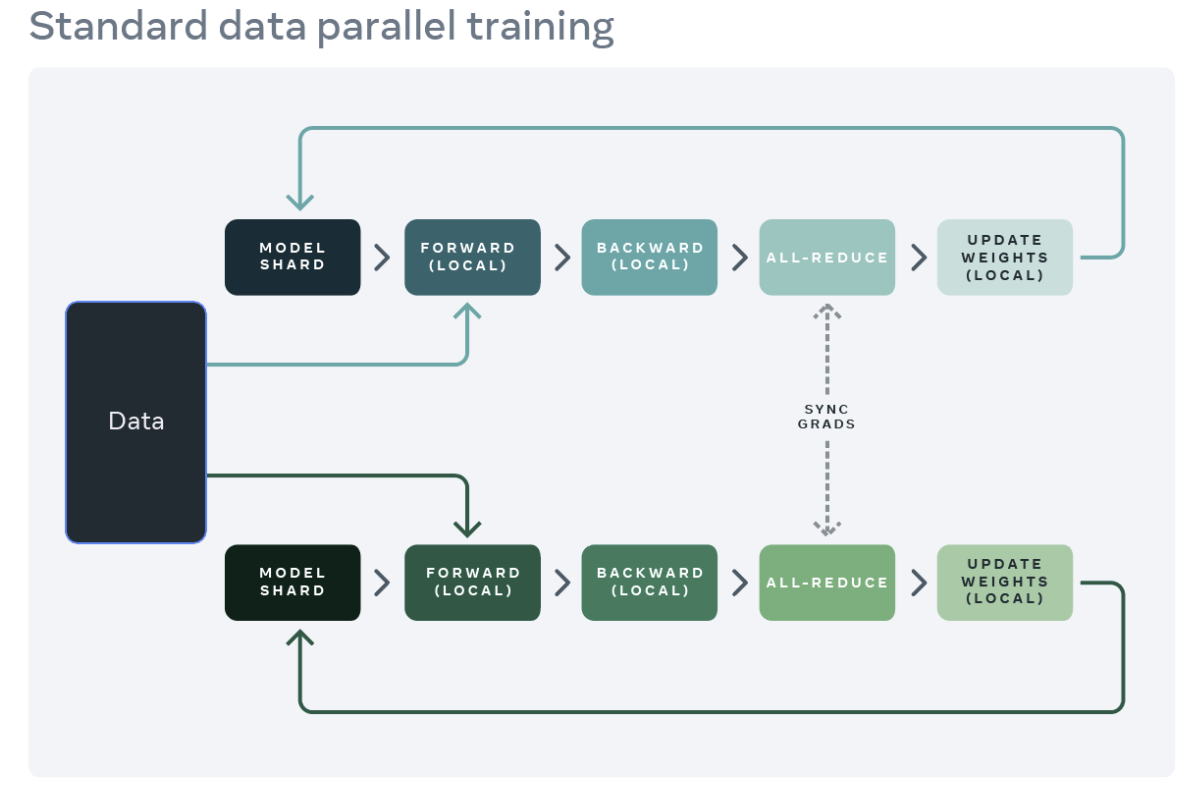 Standard data parallel training
MODEL
SHARD
FORWARD
(LOCAL)
BACKWARD
(LOCAL)
ALL-REDUCE
UPDATE
WEIGHTS
(LOCAL)
Data
SYNC
GRADS
MODEL
SHARD
FORWARD
(LOCAL)
BACKWARD
(LOCAL)
ALL-REDUCE
UPDATE
WEIGHTS
(LOCAL)